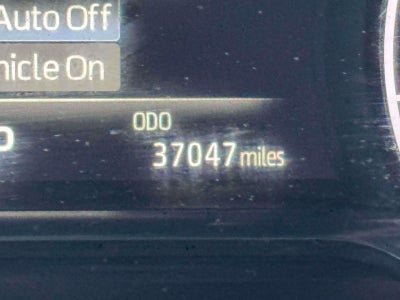 Auto Off
hicle On
ODO
37047 miles